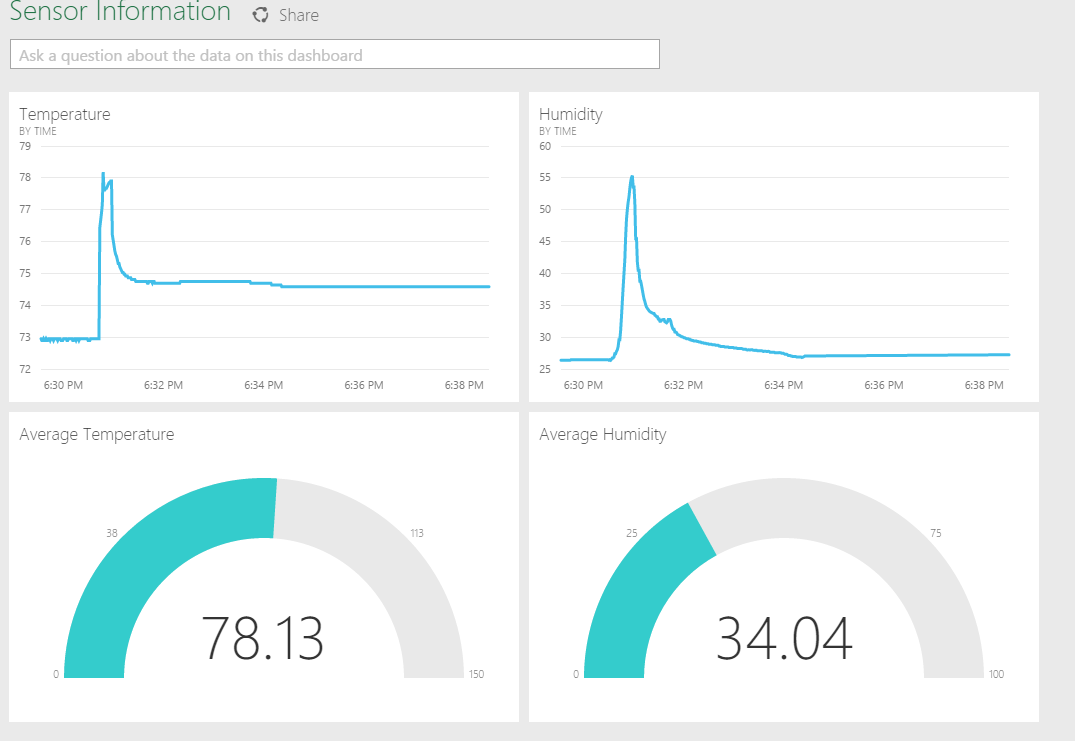 Sensor Information Share
Ask a question about the data on this dashboard
Temperature
BY TIME
79
78
77
76
75
74
73
72
6:30 PM 6:32 PM 6:34 PM 6:36 PM 6:38 PM
Humidity
BY TIME
60
55
50
45
40
35
30
25
6:30 PM 6:32 PM 6:34 PM 6:36 PM 6:38 PM
Average Temperature
38 113
78.13
0 150
Average Humidity
25 75
34.04
0 100